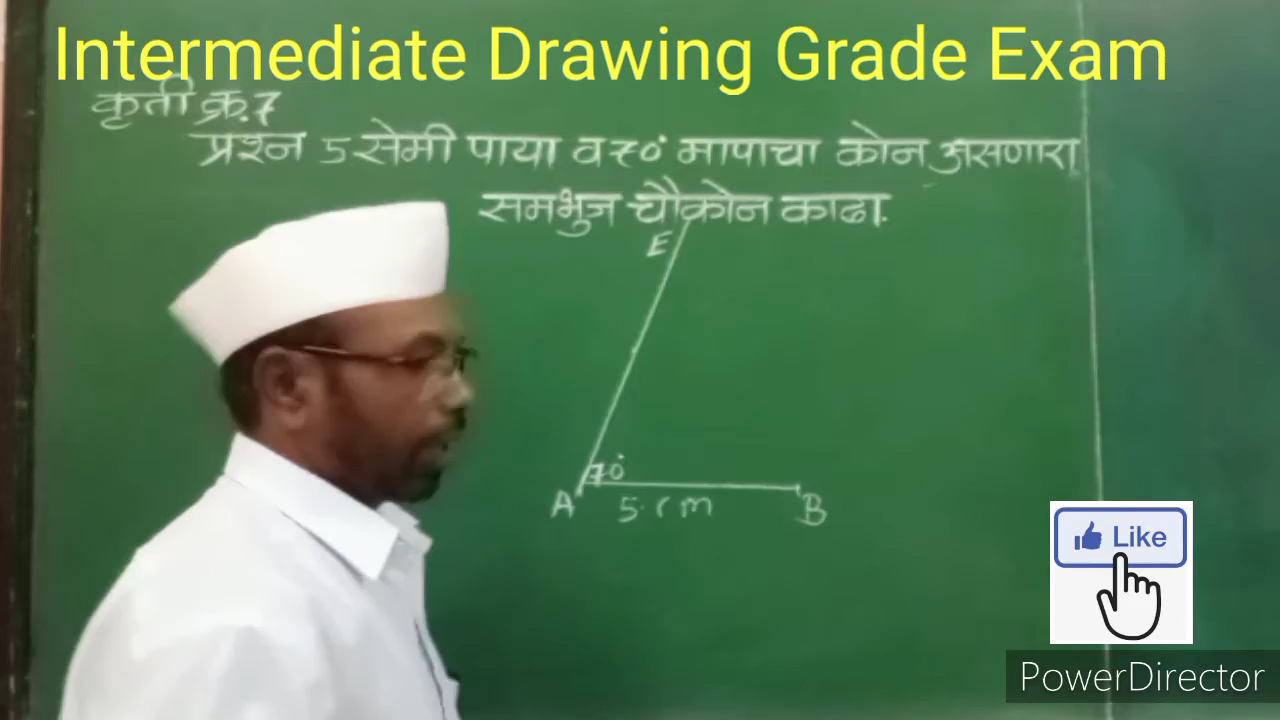 Intermediate Drawing Grade Exam
कृती क्र.7
प्रश्न 5 सेमी पाया व 70° मापाचा कोन असणारा
समभुज चौकोन काढा.
E
70°
A 5.cm B
Like
PowerDirector